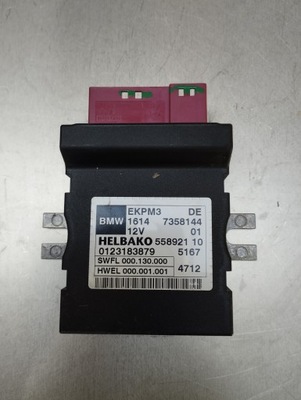 EKPM3 DE
BMW 1614 7358144
12V 01
HELBAKO 558921 10
0123183879 5167
SWFL 000.130.000
HWEL 000.001.001 4712